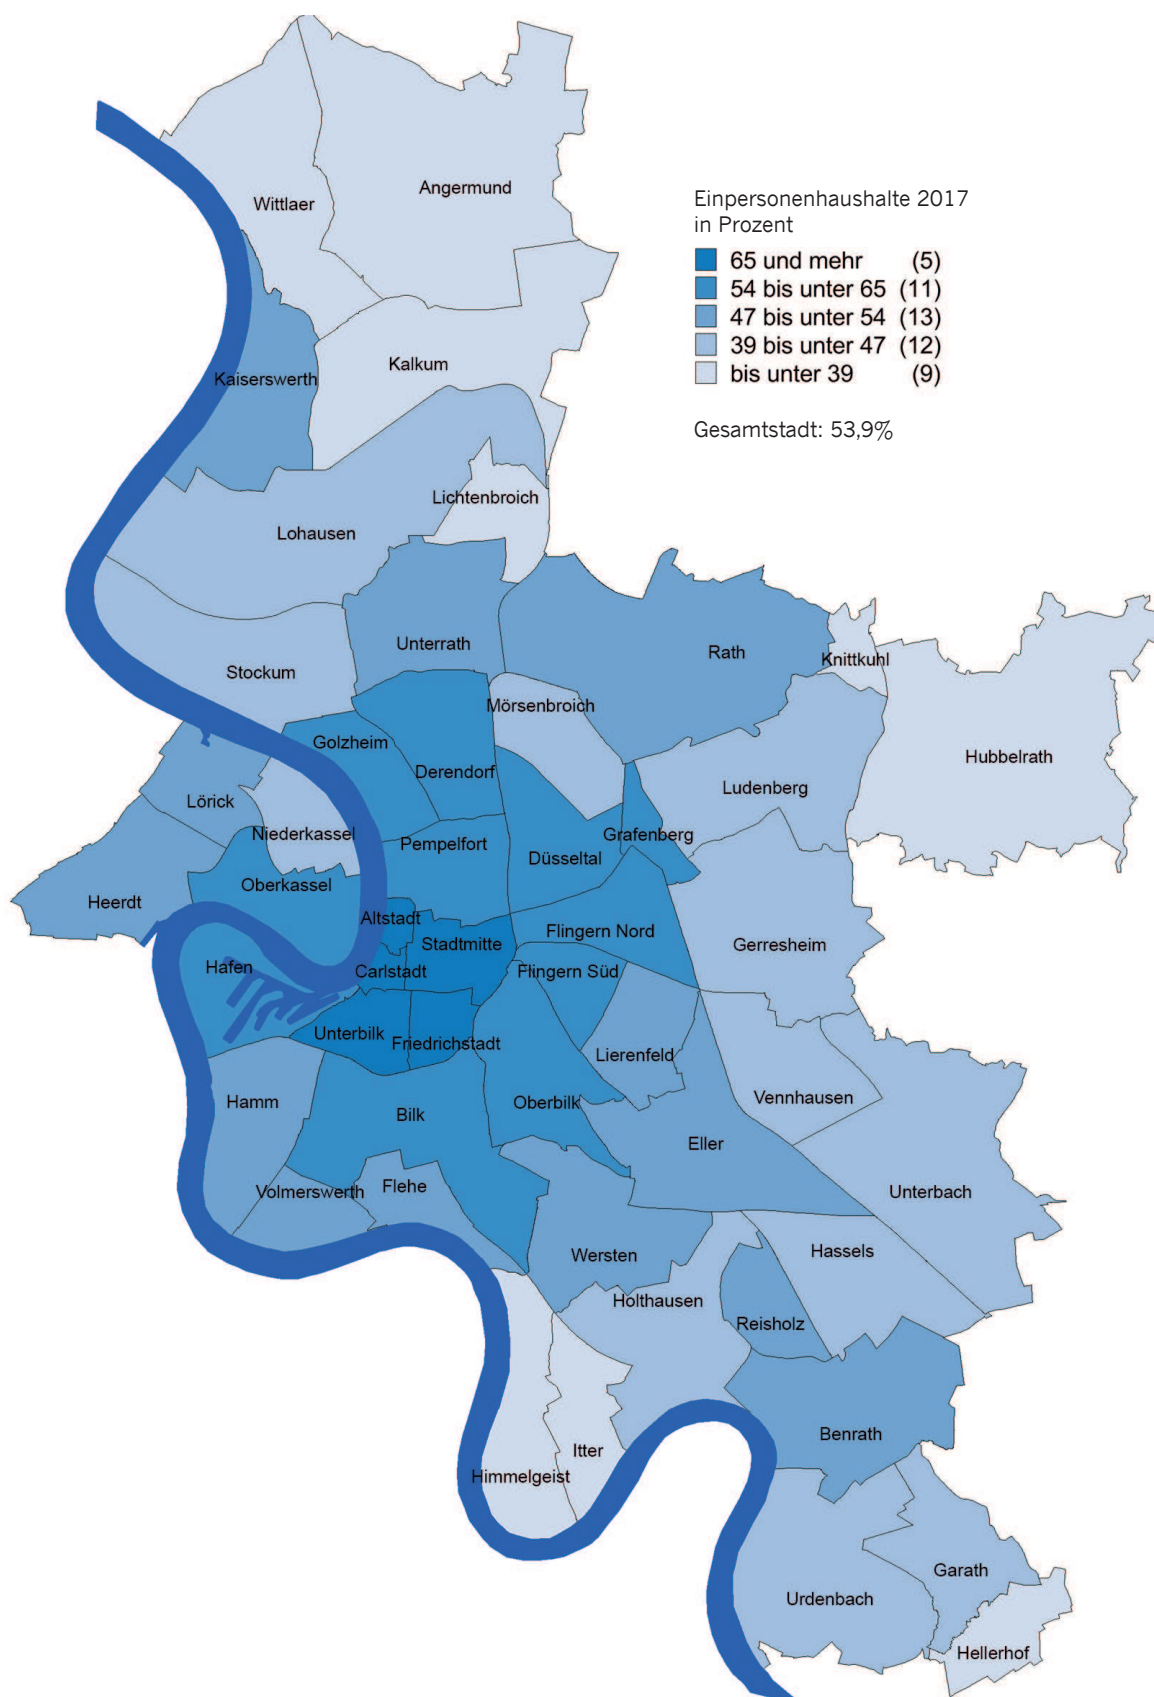 Angermund
Wittlaer
Einpersonenhaushalte 2017
in Prozent
65 und mehr (5)
54 bis unter 65 (11)
47 bis unter 54 (13)
39 bis unter 47 (12)
bis unter 39 (9)
Gesamtstadt: 53,9%
Kalkum
Kaiserswerth
Lichtenbroich
Lohausen
Unterrath
Rath
Knittkuhl
Stockum
Mörsenbroich
Golzheim
Hubbelrath
Derendorf
Ludenberg
Lörick
Niederkassel
Grafenberg
Pempelfort
Düsseltal
Oberkassel
Heerdt
Altstadt
Flingern Nord
Stadtmitte
Gerresheim
Hafen
Carlstadt
Flingern Süd
Unterbilk
Friedrichstadt
Lierenfeld
Vennhausen
Hamm
Oberbilk
Bilk
Eller
Flehe
Volmerswerth
Unterbach
Wersten
Hassels
Holthausen
Reisholz
Benrath
Itter
Himmelgeist
Garath
Urdenbach
Hellerhof